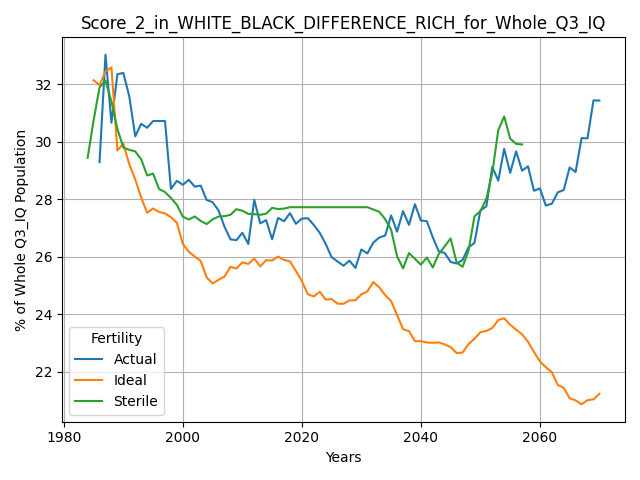 Score_2_in_WHITE_BLACK_DIFFERENCE_RICH_for_Whole_Q3_IQ
% of Whole Q3_IQ Population
32
30
28
26
24
22
Fertility
Actual
Ideal
Sterile
1980 2000 2020 2040 2060
Years